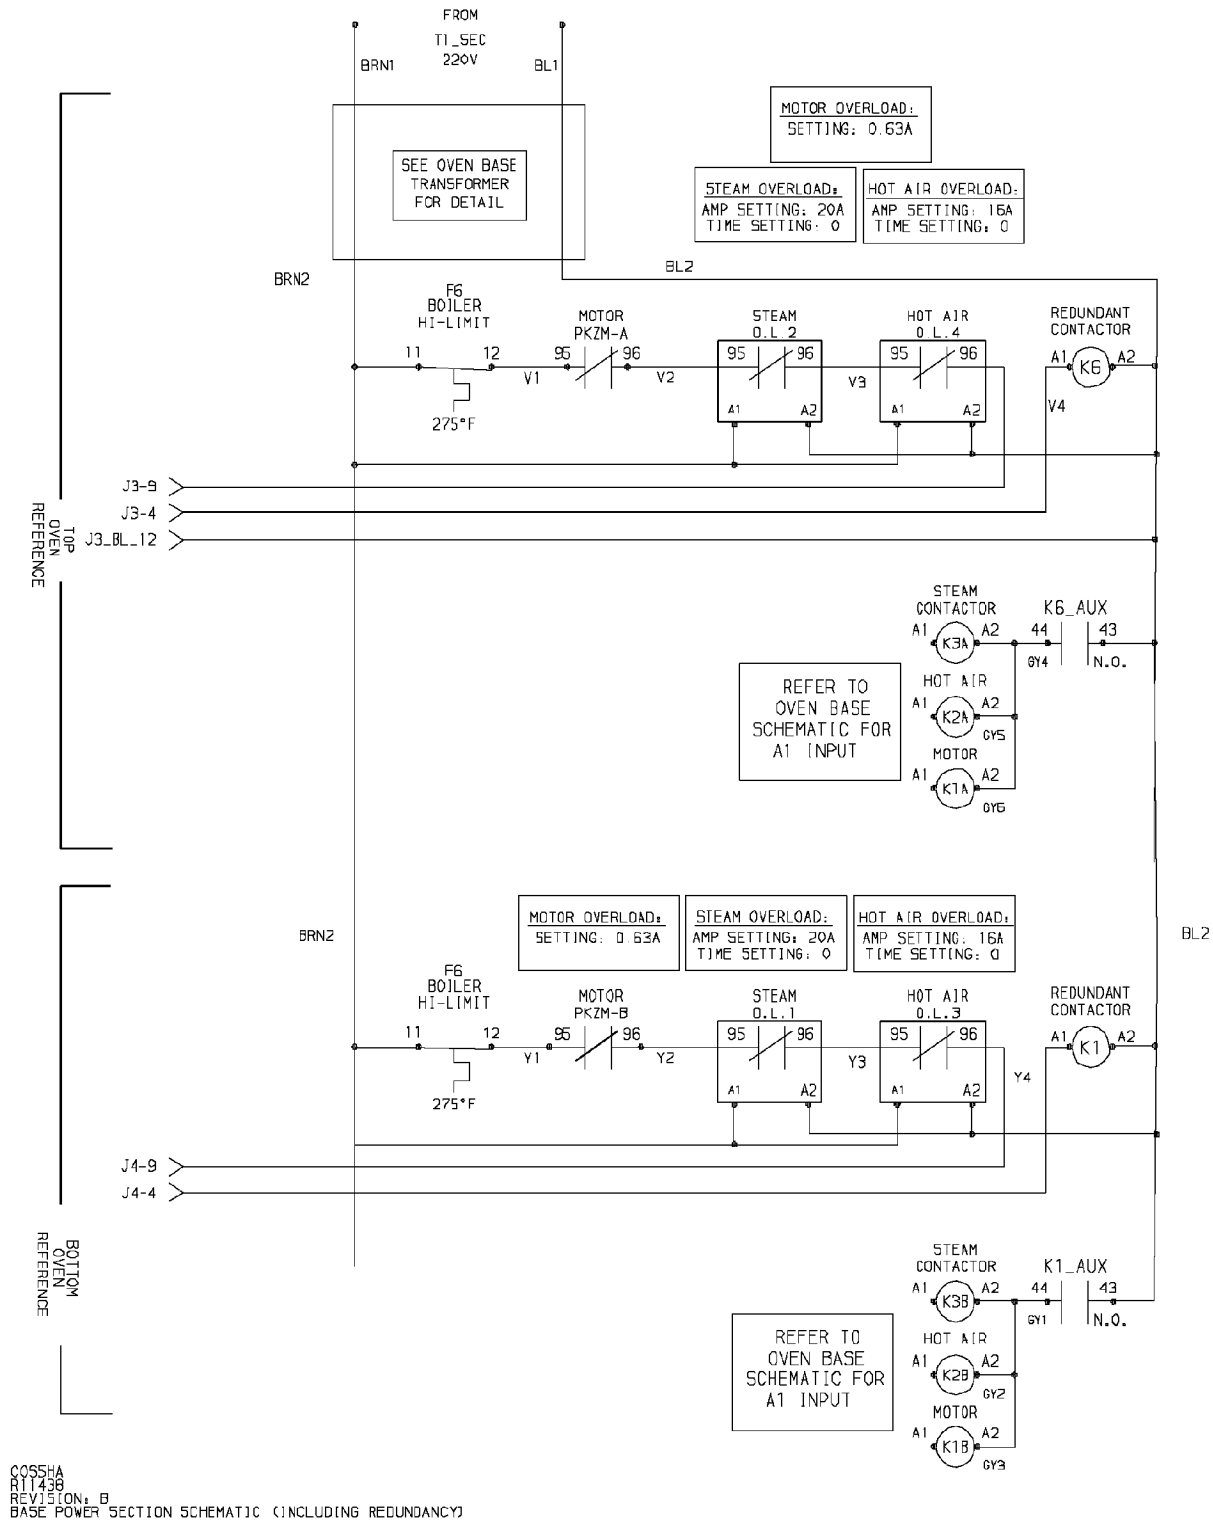 FROM
T1_SEC
220V
BRN1
BL1
MOTOR OVERLOAD:
SETTING: 0.63A
SEE OVEN BASE
TRANSFORMER
FOR DETAIL
STEAM OVERLOAD:
AMP SETTING: 20A
TIME SETTING: 0
HOT AIR OVERLOAD:
AMP SETTING: 16A
TIME SETTING: 0
BRN2
BL2
F6
BOILER
HI-LIMIT
MOTOR
PKZM-A
STEAM
O.L.2
HOT AIR
O.L.4
REDUNDANT
CONTACTOR
11
12
95
96
95
96
95
96
A1
K6
A2
V1
V2
V3
V4
A1
A2
A1
A2
275°F
J3-9
J3-4
J3_BL_12
TOP
OVEN
REFERENCE
STEAM
CONTACTOR
K6_AUX
A1
K3A
A2
44
43
GY4
N.O.
HOT AIR
A1
K2A
A2
GY5
MOTOR
A1
K1A
A2
GY6
REFER TO
OVEN BASE
SCHEMATIC FOR
A1 INPUT
BRN2
BL2
MOTOR OVERLOAD:
SETTING: 0.63A
STEAM OVERLOAD:
AMP SETTING: 20A
TIME SETTING: 0
HOT AIR OVERLOAD:
AMP SETTING: 16A
TIME SETTING: 0
F6
BOILER
HI-LIMIT
MOTOR
PKZM-B
STEAM
O.L.1
HOT AIR
O.L.3
REDUNDANT
CONTACTOR
11
12
95
96
95
96
95
96
A1
K1
A2
Y1
Y2
Y3
Y4
A1
A2
A1
A2
275°F
J4-9
J4-4
BOTTOM
OVEN
REFERENCE
STEAM
CONTACTOR
K1_AUX
A1
K3B
A2
44
43
GY1
N.O.
HOT AIR
A1
K2B
A2
GY2
MOTOR
A1
K1B
A2
GY3
REFER TO
OVEN BASE
SCHEMATIC FOR
A1 INPUT
COS5HA
R11438
REVISION: B
BASE POWER SECTION SCHEMATIC (INCLUDING REDUNDANCY)